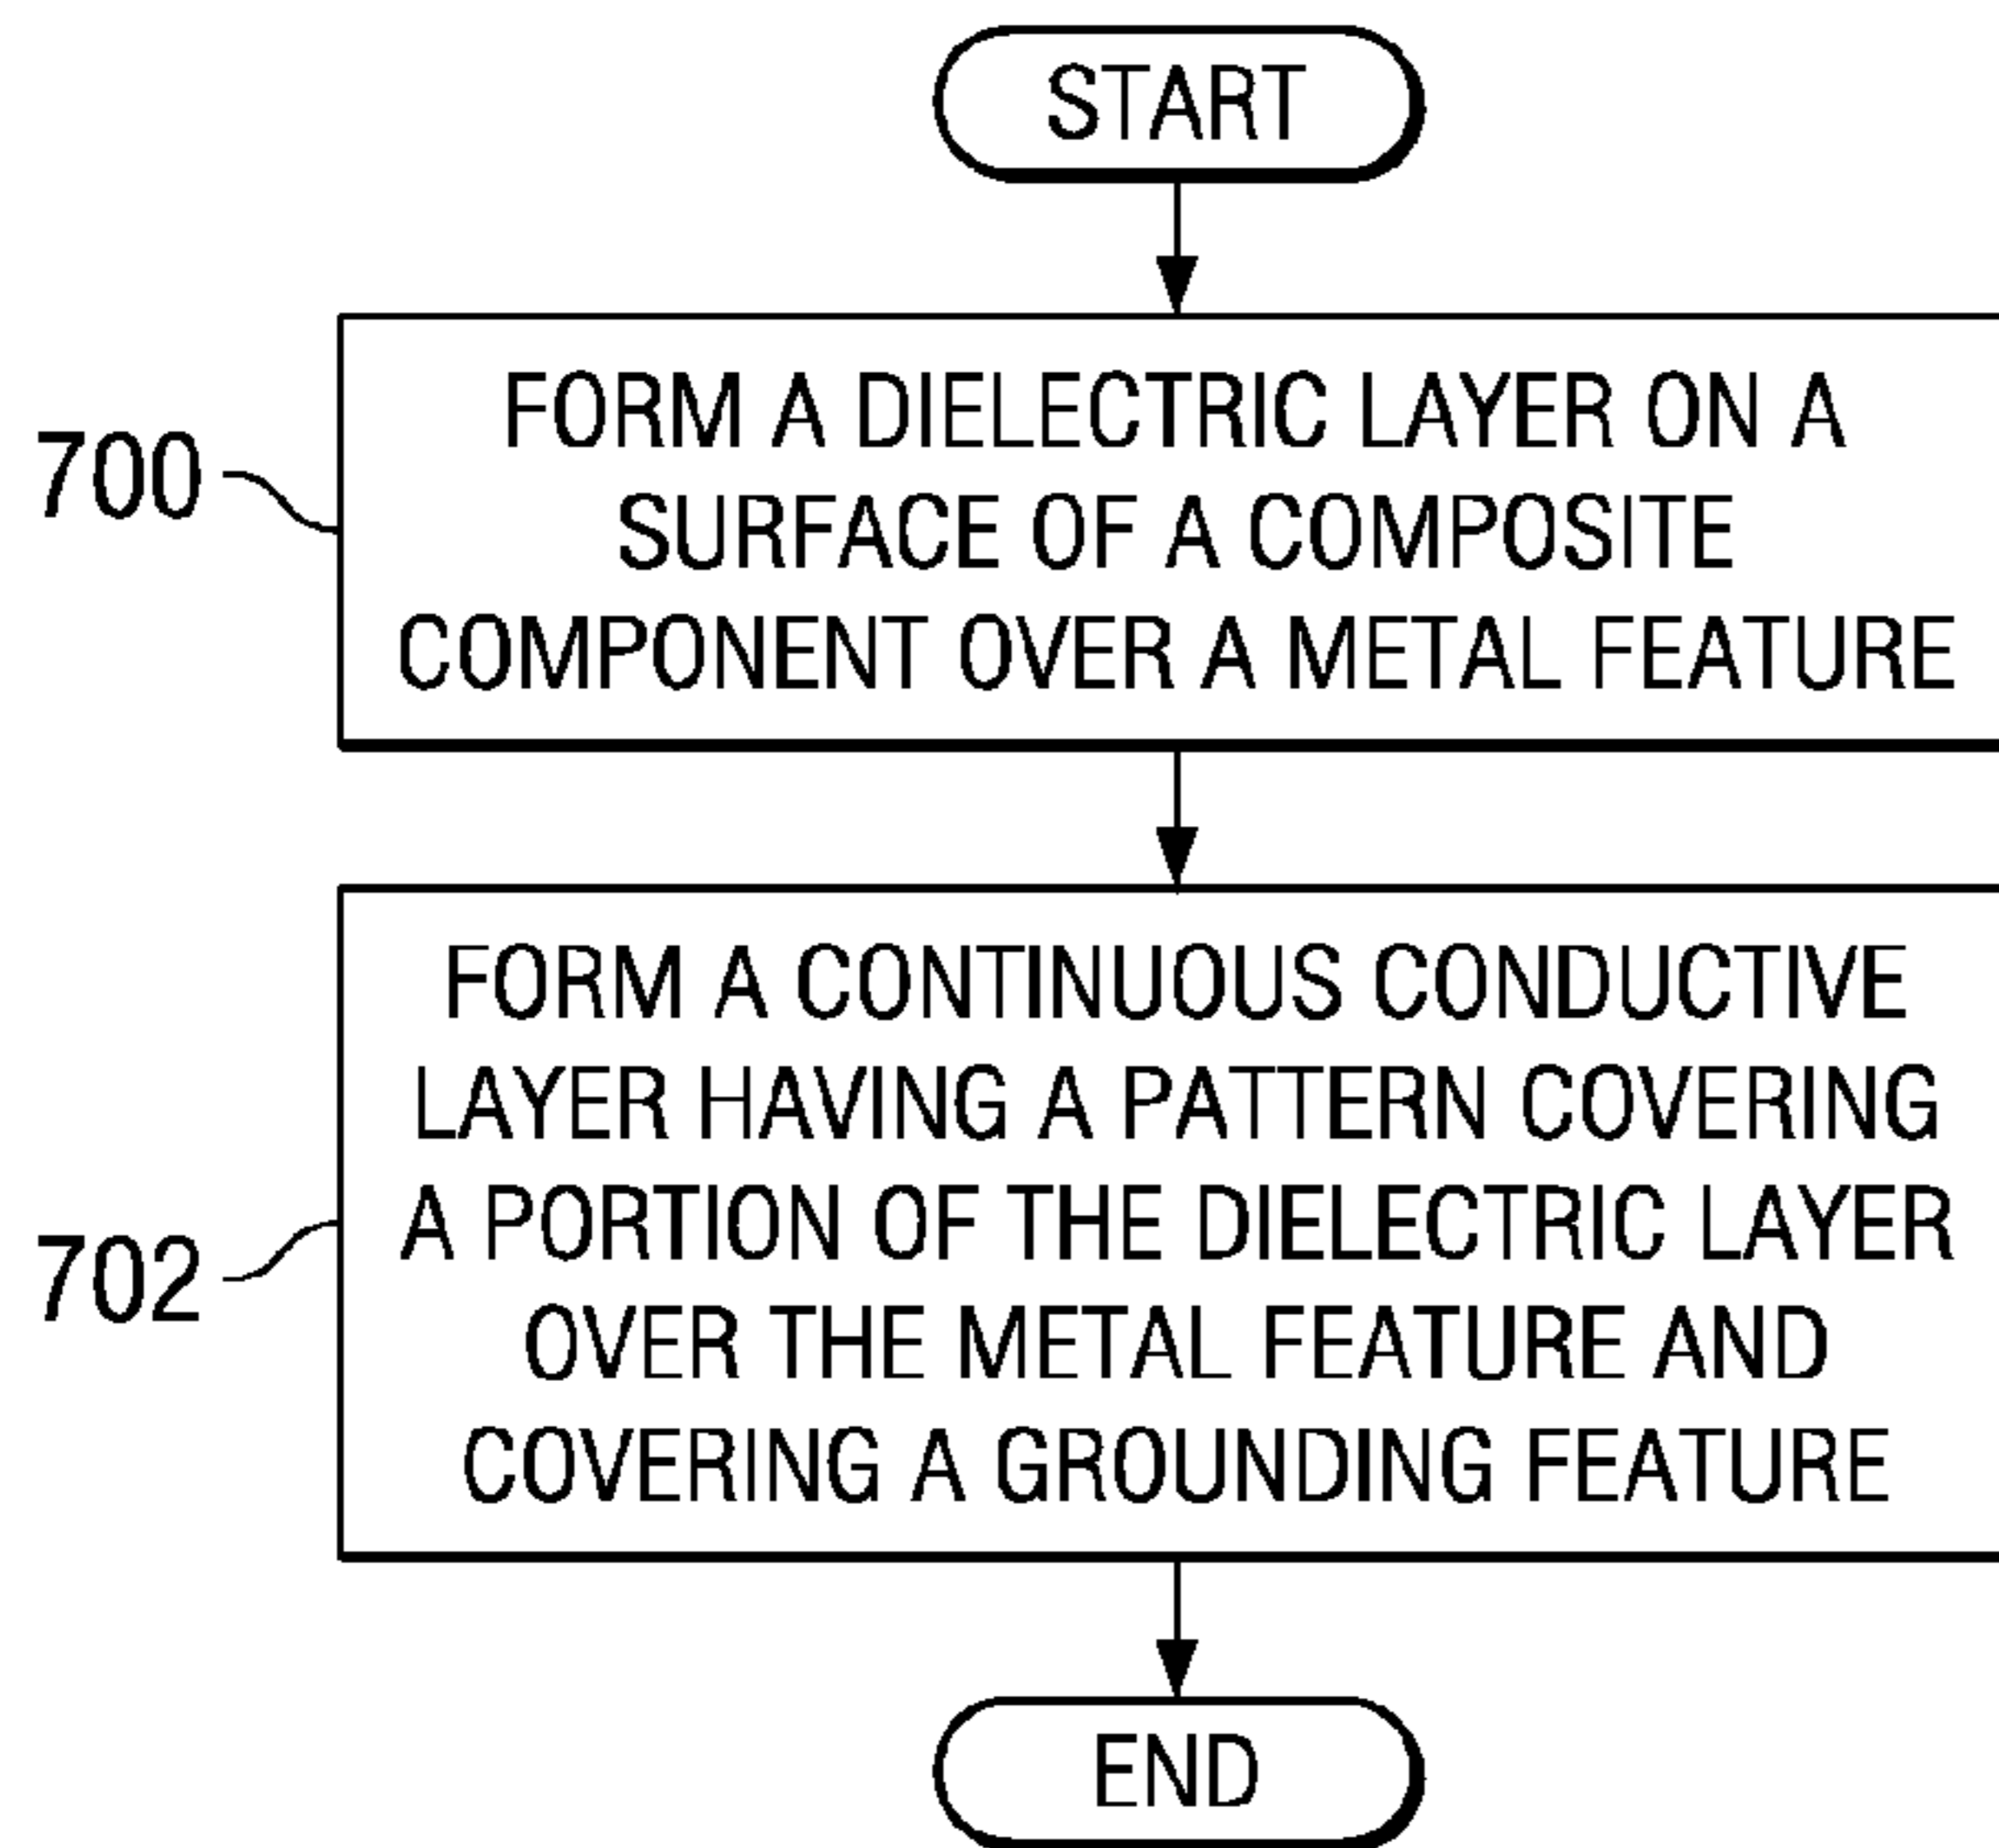 START
700
FORM A DIELECTRIC LAYER ON A
SURFACE OF A COMPOSITE
COMPONENT OVER A METAL FEATURE
702
FORM A CONTINUOUS CONDUCTIVE
LAYER HAVING A PATTERN COVERING
A PORTION OF THE DIELECTRIC LAYER
OVER THE METAL FEATURE AND
COVERING A GROUNDING FEATURE
END